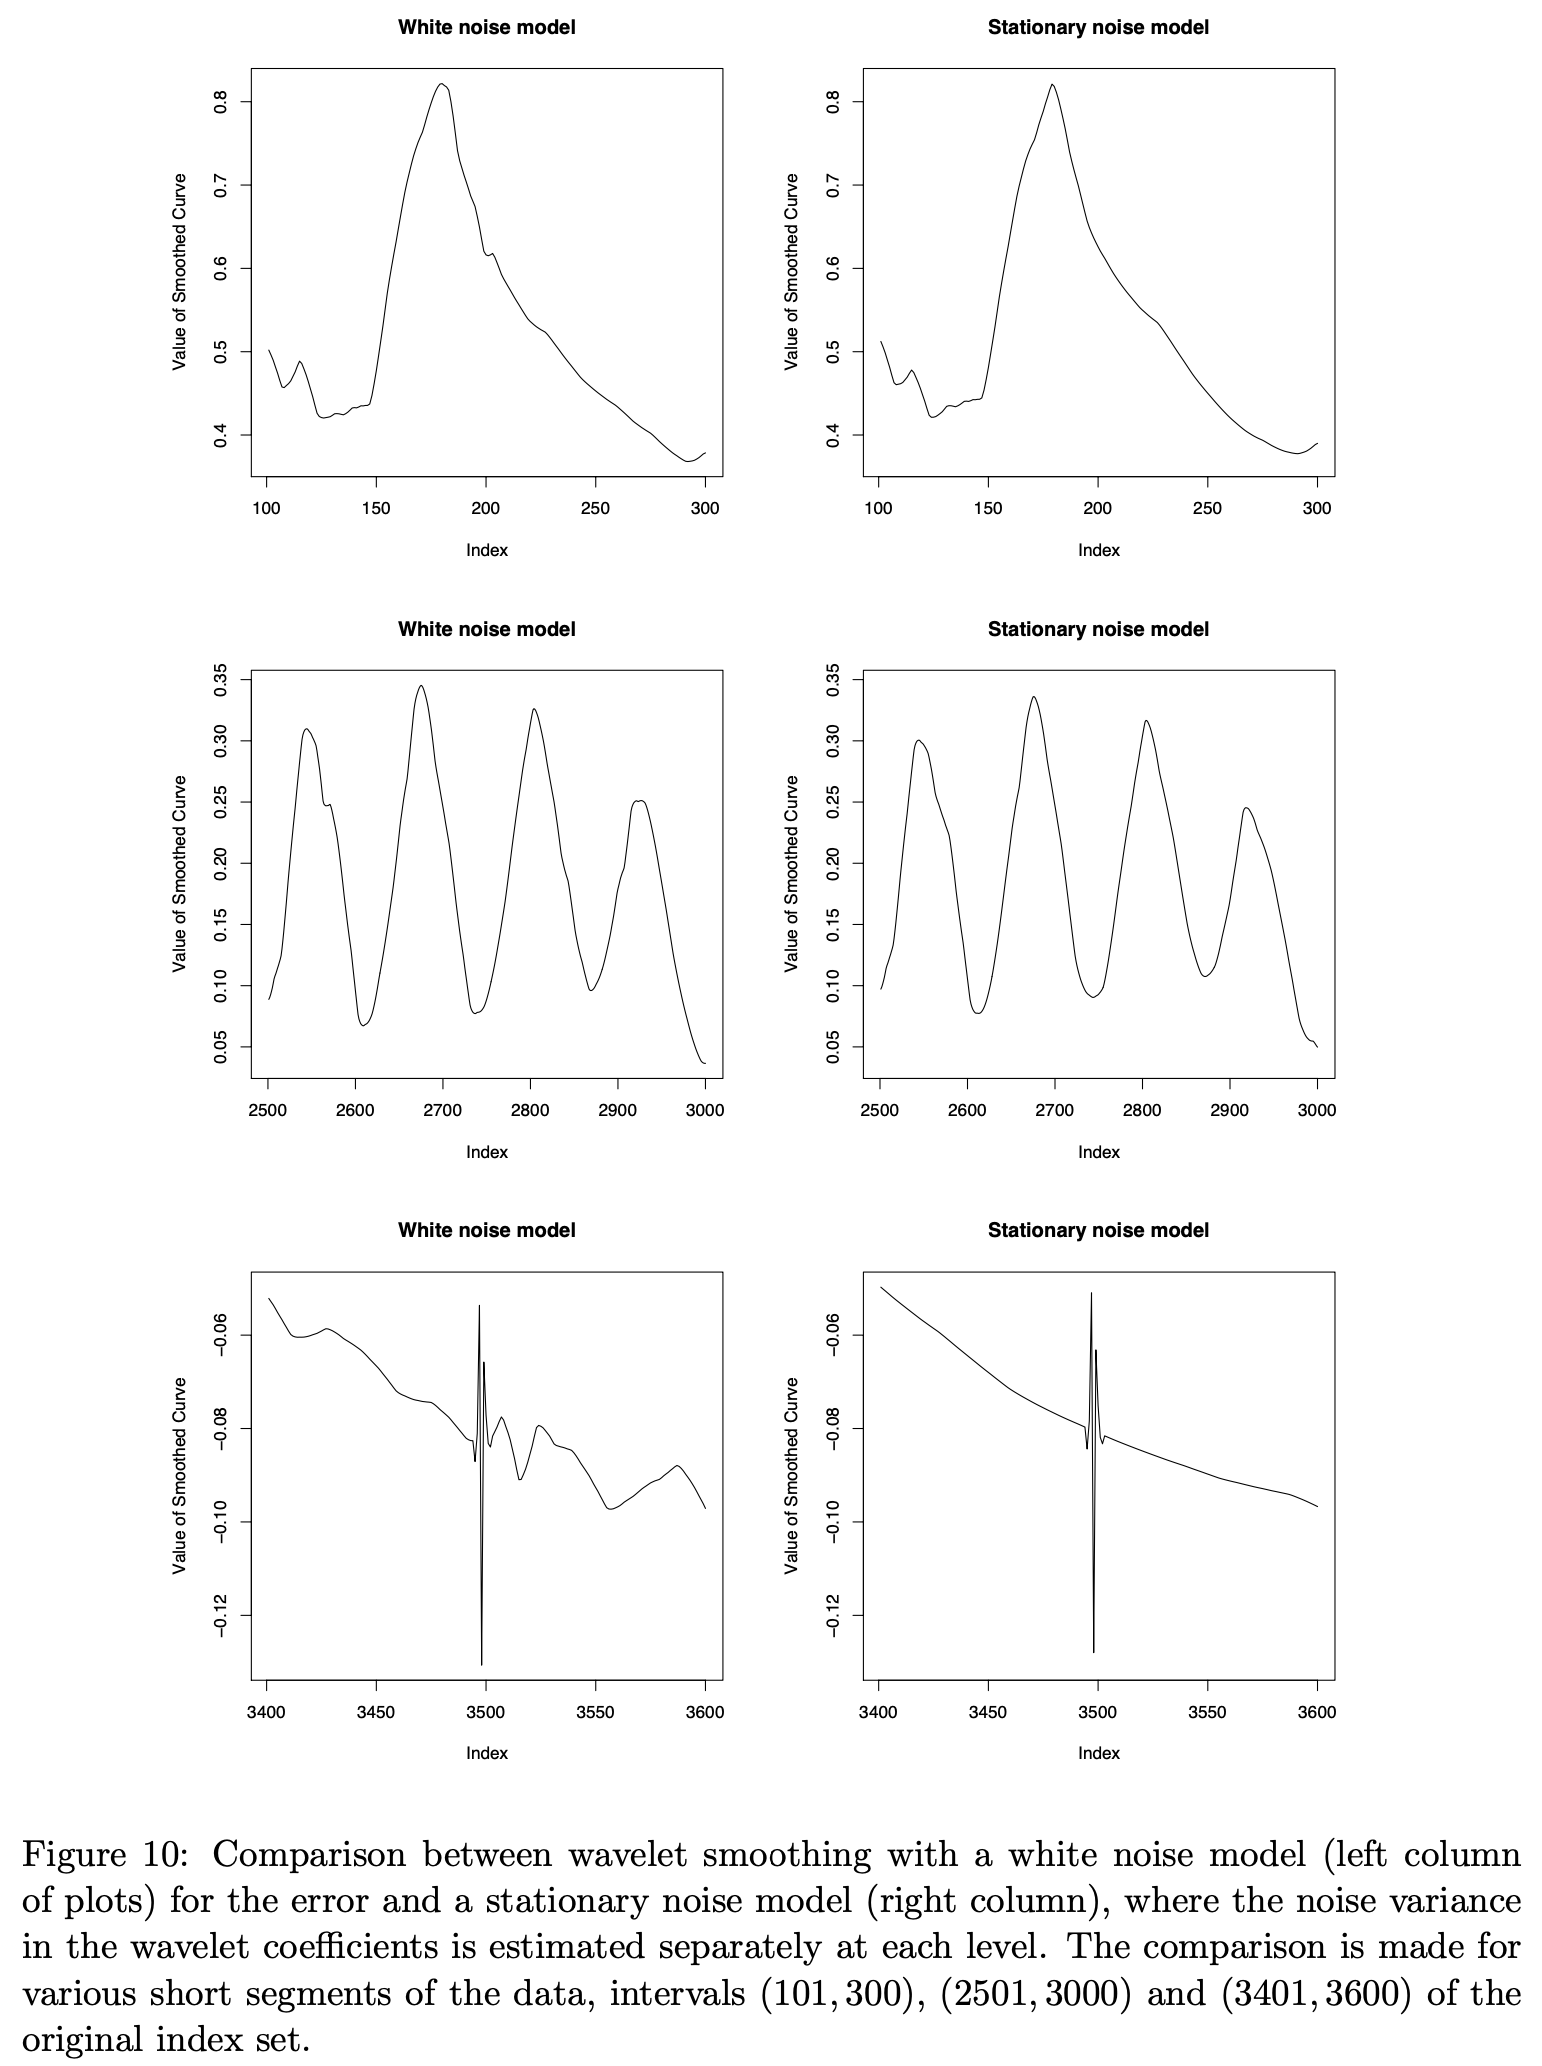 White noise model
Stationary noise model
Value of Smoothed Curve
0.8
0.7
0.6
0.5
0.4
100 150 200 250 300
Index
Value of Smoothed Curve
0.8
0.7
0.6
0.5
0.4
100 150 200 250 300
Index
White noise model
Stationary noise model
Value of Smoothed Curve
0.35
0.30
0.25
0.20
0.15
0.10
0.05
2500 2600 2700 2800 2900 3000
Index
Value of Smoothed Curve
0.35
0.30
0.25
0.20
0.15
0.10
0.05
2500 2600 2700 2800 2900 3000
Index
White noise model
Stationary noise model
Value of Smoothed Curve
−0.06
−0.08
−0.10
−0.12
3400 3450 3500 3550 3600
Index
Value of Smoothed Curve
−0.06
−0.08
−0.10
−0.12
3400 3450 3500 3550 3600
Index
Figure 10: Comparison between wavelet smoothing with a white noise model (left column
of plots) for the error and a stationary noise model (right column), where the noise variance
in the wavelet coefficients is estimated separately at each level. The comparison is made for
various short segments of the data, intervals (101, 300), (2501, 3000) and (3401, 3600) of the
original index set.